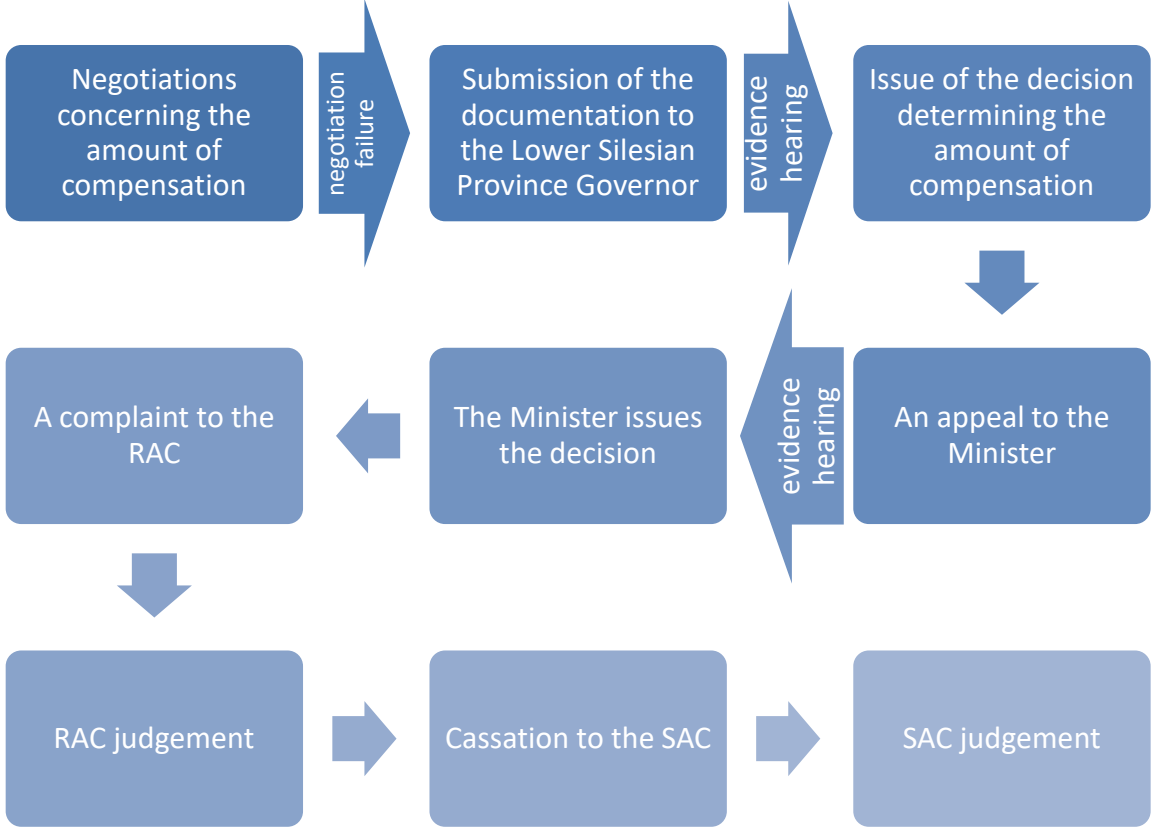 Negotiations
concerning the
amount of
compensation
negotiation
failure
Submission of the
documentation to
the Lower Silesian
Province Governor
evidence
hearing
Issue of the decision
determining the
amount of
compensation
An appeal to the
Minister
evidence
hearing
The Minister issues
the decision
A complaint to the
RAC
RAC judgement
Cassation to the SAC
SAC judgement